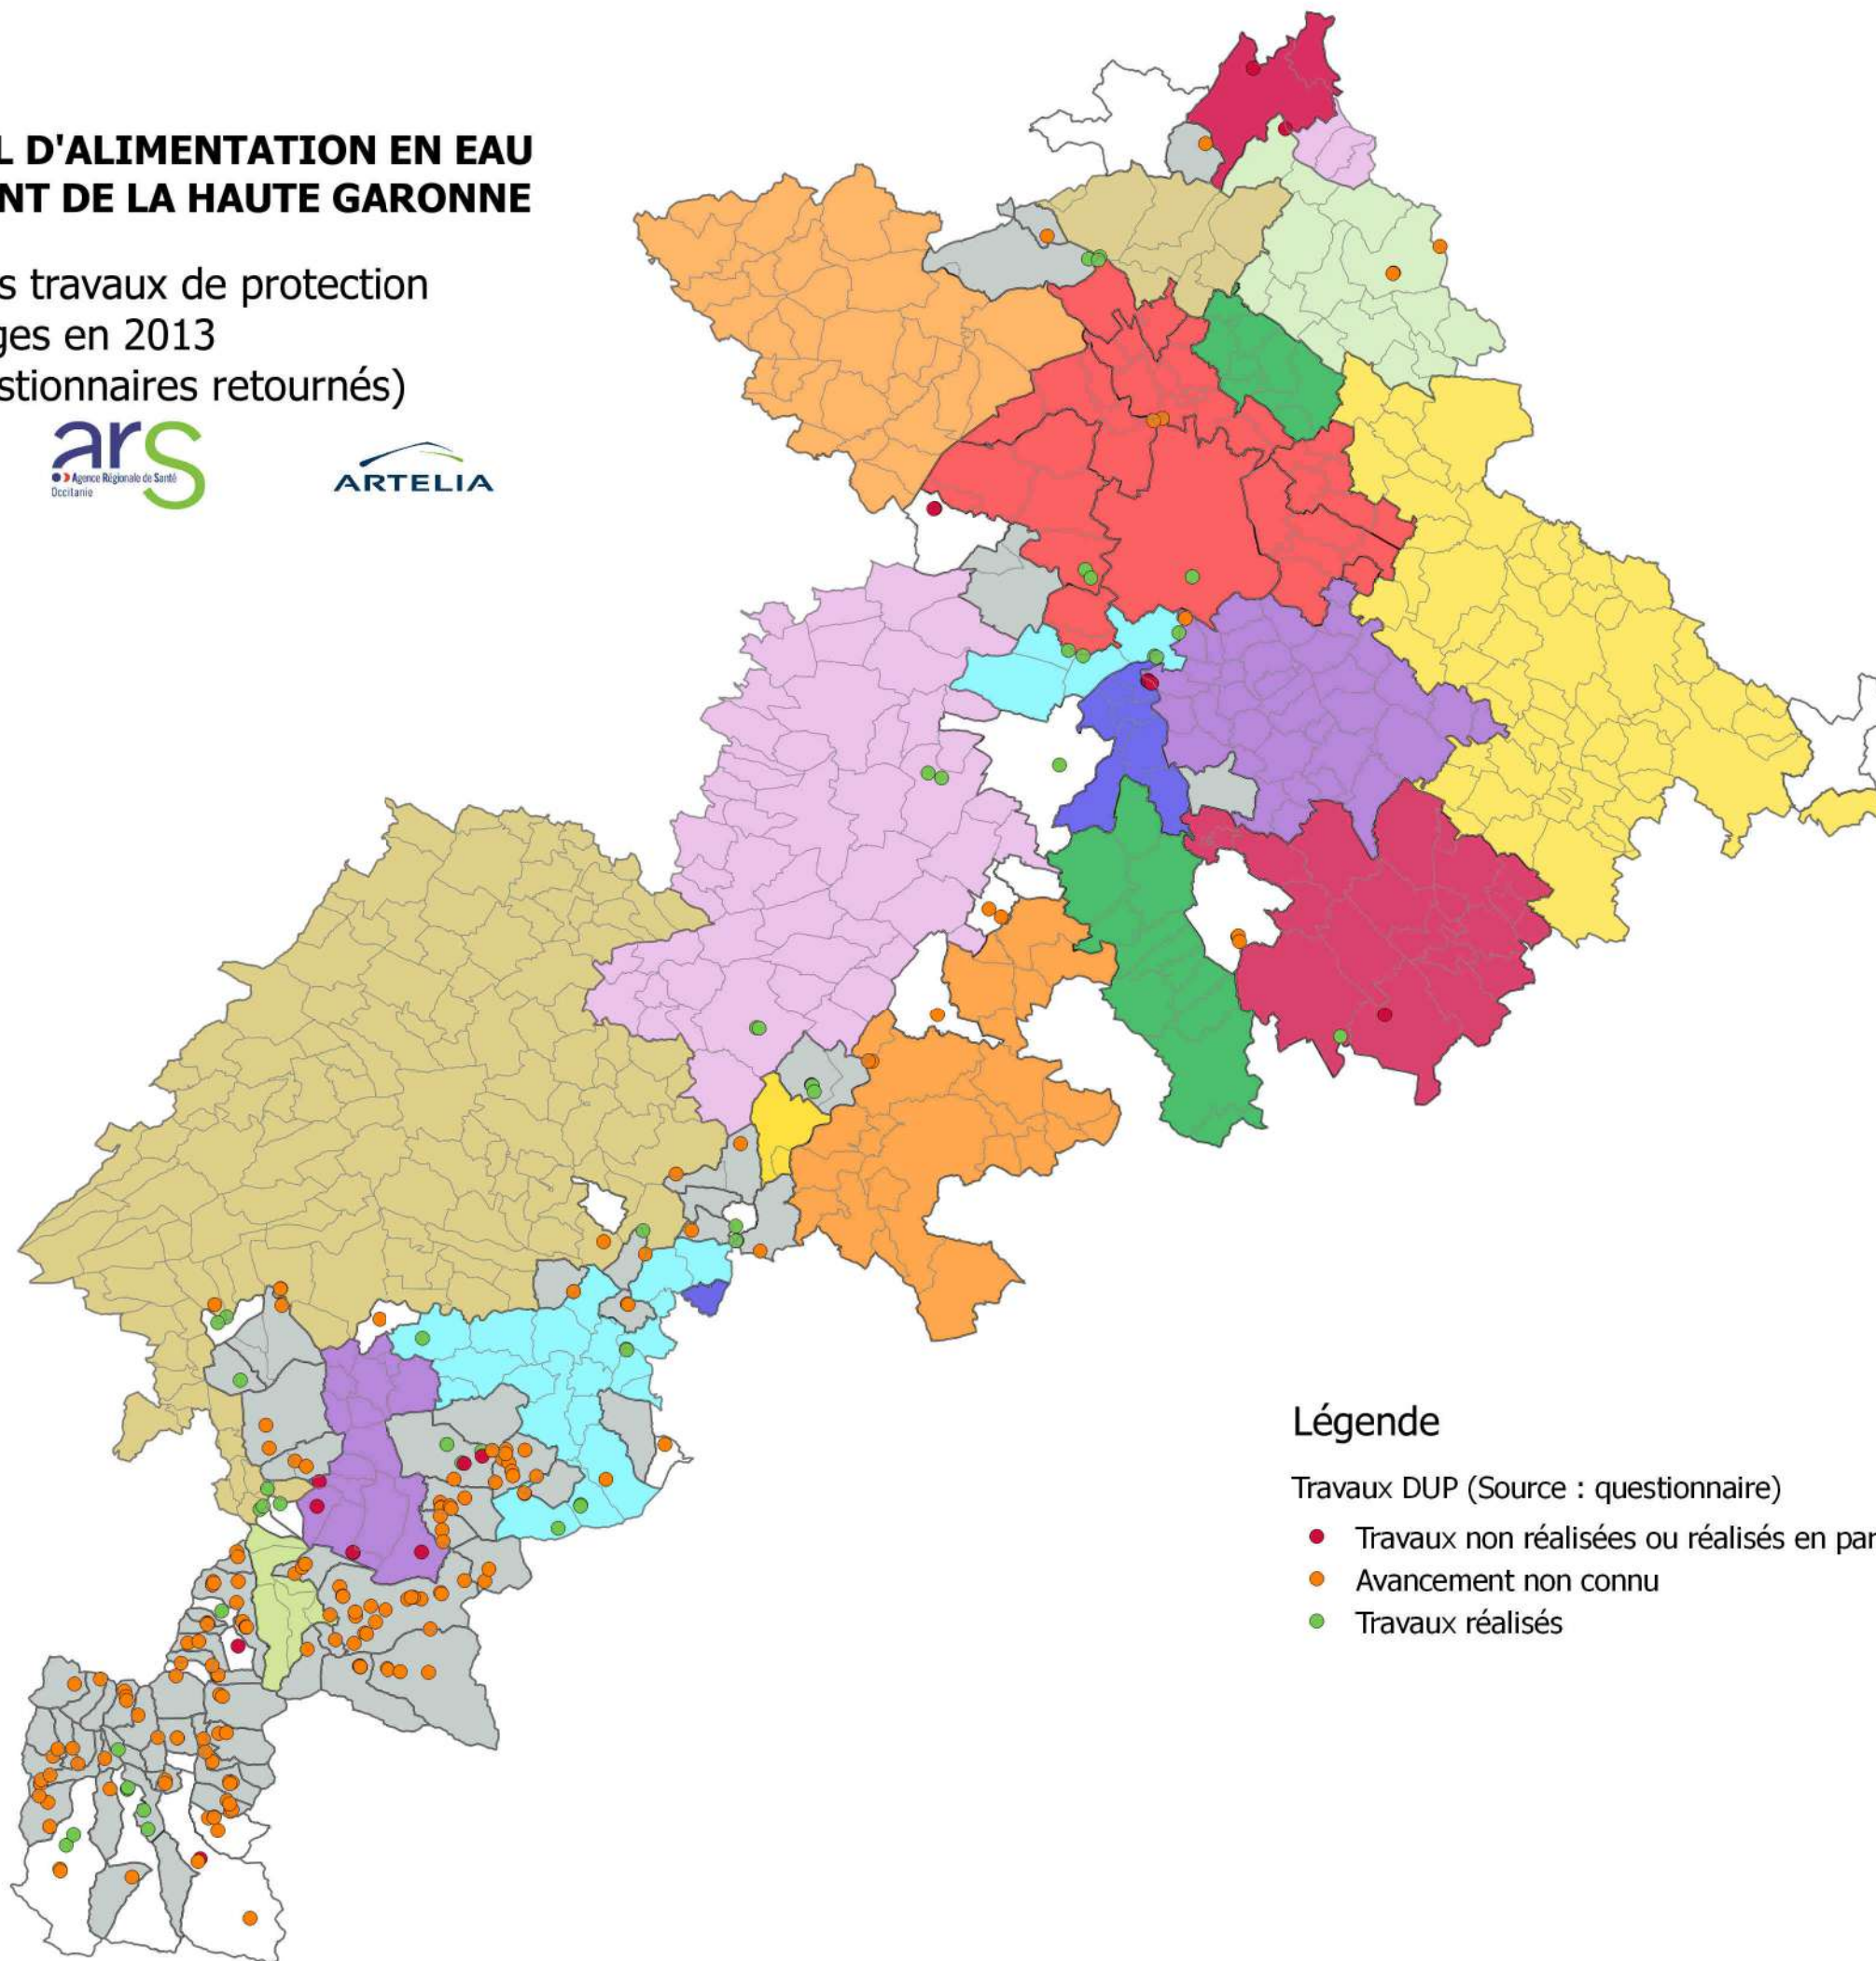 L D'ALIMENTATION EN EAU
NT DE LA HAUTE GARONNE
s travaux de protection
ges en 2013
stionnaires retournés)
ars
Agence Régionale de Santé
Occitanie
ARTELIA
Légende
Travaux DUP (Source : questionnaire)
Travaux non réalisées ou réalisés en par
Avancement non connu
Travaux réalisés